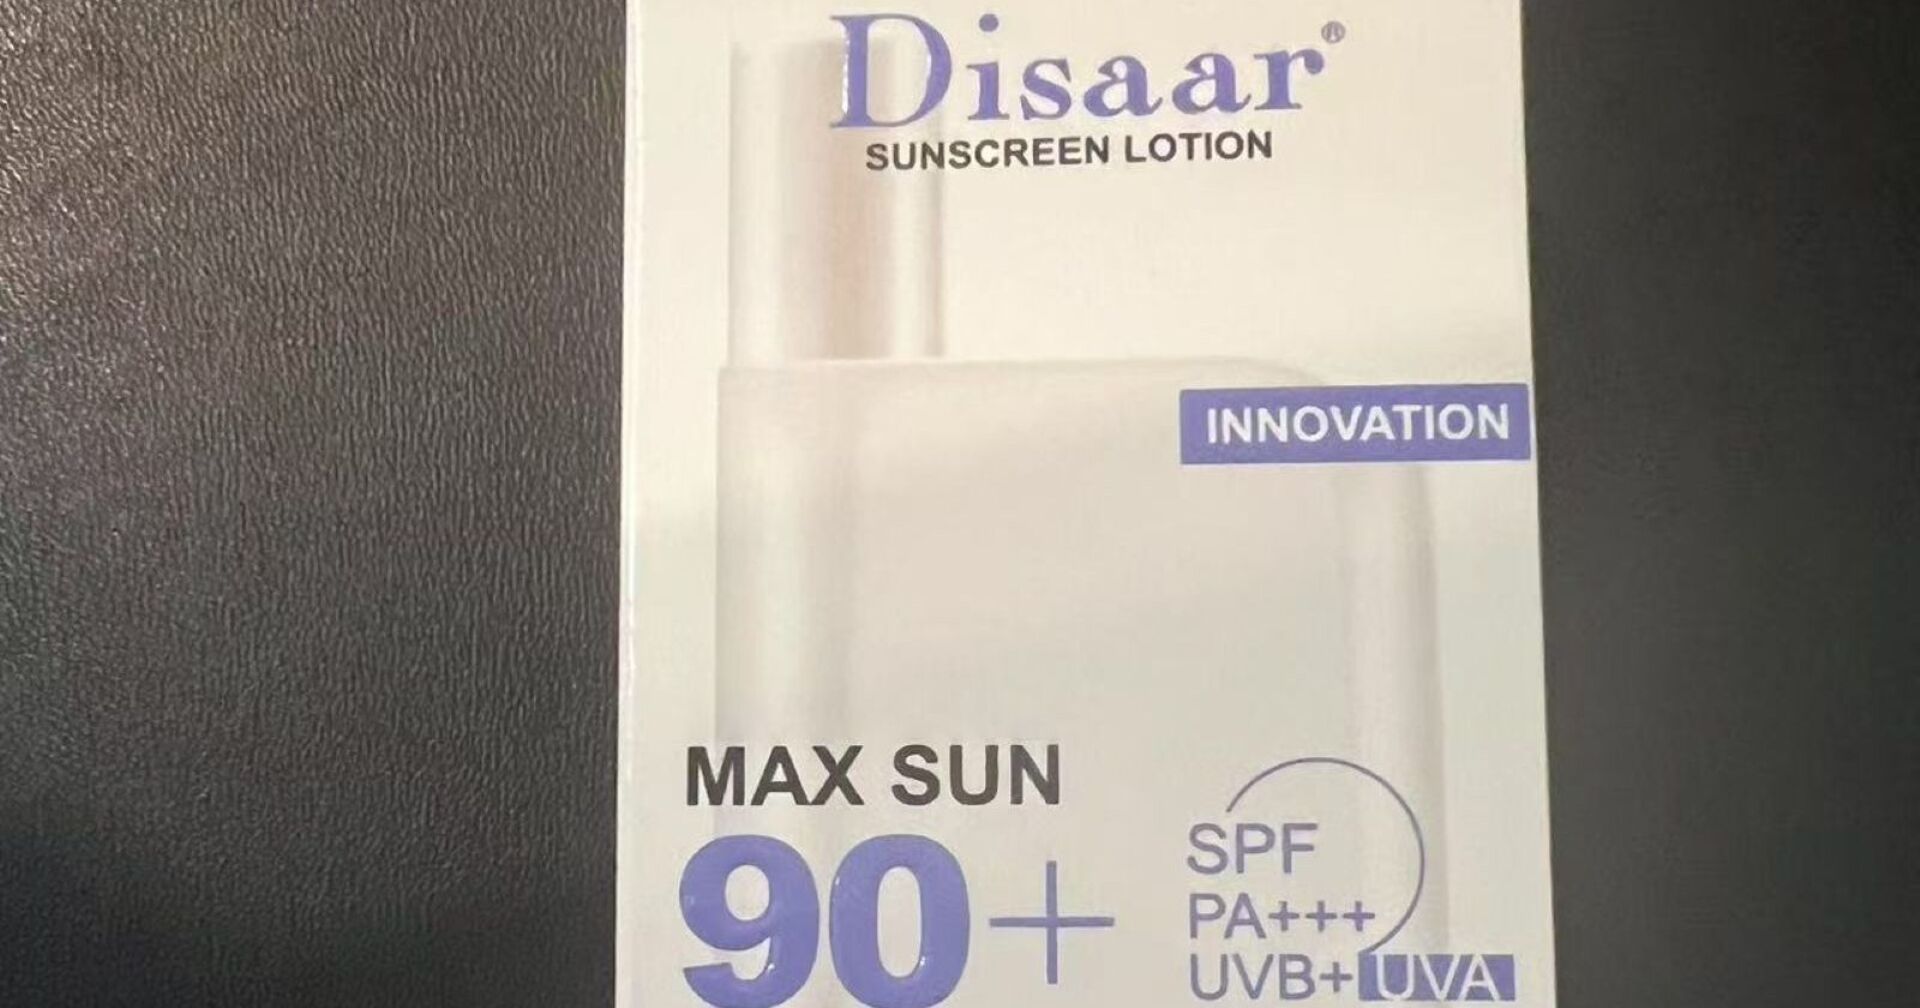 Disaar®
SUNSCREEN LOTION
INNOVATION
MAX SUN
90+
SPF
PA+++
UVB+UVA